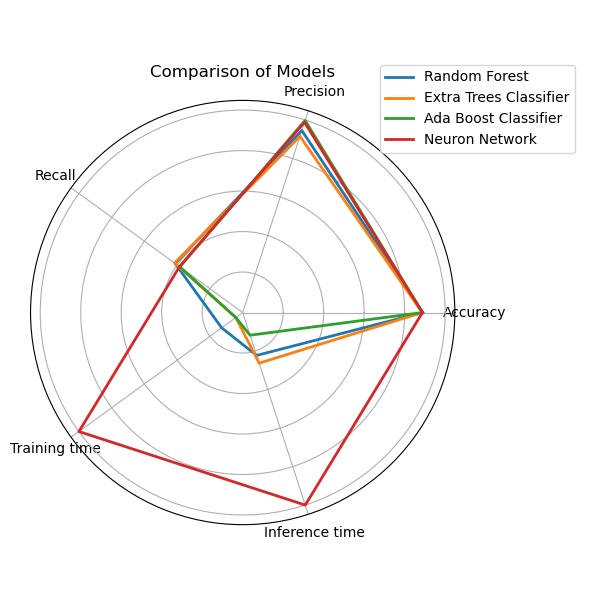 Comparison of Models
Random Forest
Extra Trees Classifier
Ada Boost Classifier
Neuron Network
Precision
Recall
Accuracy
Training time
Inference time